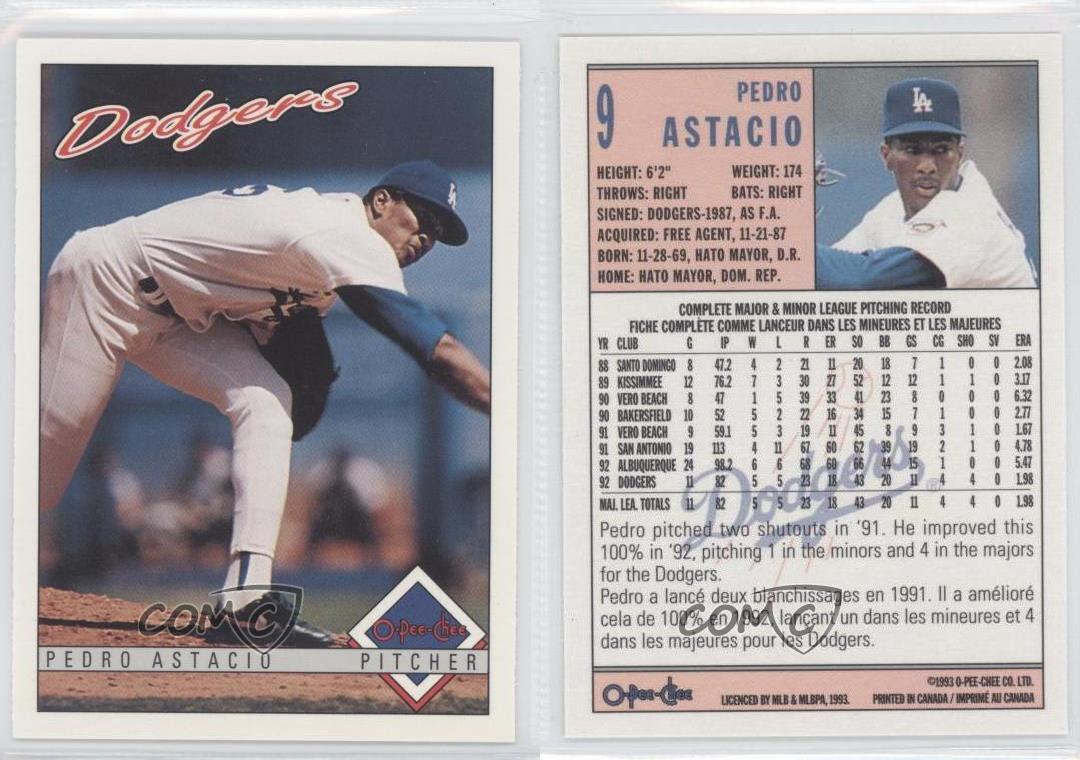 Dodgers
O-Pee-Chee
PEDRO ASTACIO PITCHER
COMC
9
PEDRO
ASTACIO
HEIGHT: 6'2" WEIGHT: 174
THROWS: RIGHT BATS: RIGHT
SIGNED: DODGERS-1987, AS F.A.
ACQUIRED: FREE AGENT, 11-21-87
BORN: 11-28-69, HATO MAYOR, D.R.
HOME: HATO MAYOR, DOM. REP.
LA
COMPLETE MAJOR & MINOR LEAGUE PITCHING RECORD
FICHE COMPLÈTE COMME LANCEUR DANS LES MINEURES ET LES MAJEURES
YR CLUB G IP W L R ER SO BB GS CG SHO SV ERA
88 SANTO DOMINGO 8 47.2 4 2 21 11 20 18 7 1 0 0 2.08
89 KISSIMMEE 12 76.2 7 3 30 27 52 12 12 1 1 0 3.17
90 VERO BEACH 8 47 1 5 39 33 41 23 8 0 0 0 6.32
90 BAKERSFIELD 10 52 5 2 22 16 34 15 7 1 0 0 2.77
91 VERO BEACH 9 59.1 5 3 19 11 45 8 9 3 1 0 1.67
91 SAN ANTONIO 19 113 4 11 67 60 62 39 19 2 1 0 4.78
92 ALBUQUERQUE 24 98.2 6 6 68 60 66 44 15 1 0 0 5.47
92 DODGERS 11 82 5 5 23 18 43 20 11 4 4 0 1.98
MAJ. LEA. TOTALS 11 82 5 5 23 18 43 20 11 4 4 0 1.98
Dodgers®
Pedro pitched two shutouts in '91. He improved this
100% in '92, pitching 1 in the minors and 4 in the majors
for the Dodgers.
Pedro a lancé deux blanchissages en 1991. Il a amélioré
cela de 100% en 1992, lançant un dans les mineures et 4
dans les majeures pour les Dodgers.
COMC
O-Pee-Chee
©1993 O-PEE-CHEE CO. LTD.
LICENCED BY MLB & MLBPA, 1993. PRINTED IN CANADA / IMPRIMÉ AU CANADA